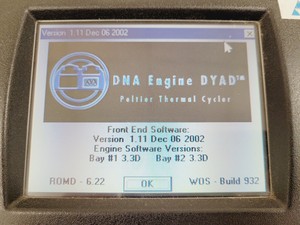 Version 1.11 Dec 06 2002
DNA Engine DYAD™
Peltier Thermal Cycler
Front End Software:
Version 1.11 Dec 06 2002
Engine Software Versions:
Bay #1 3.3D Bay #2 3.3D
ROMD - 6.22
OK
WOS - Build 932